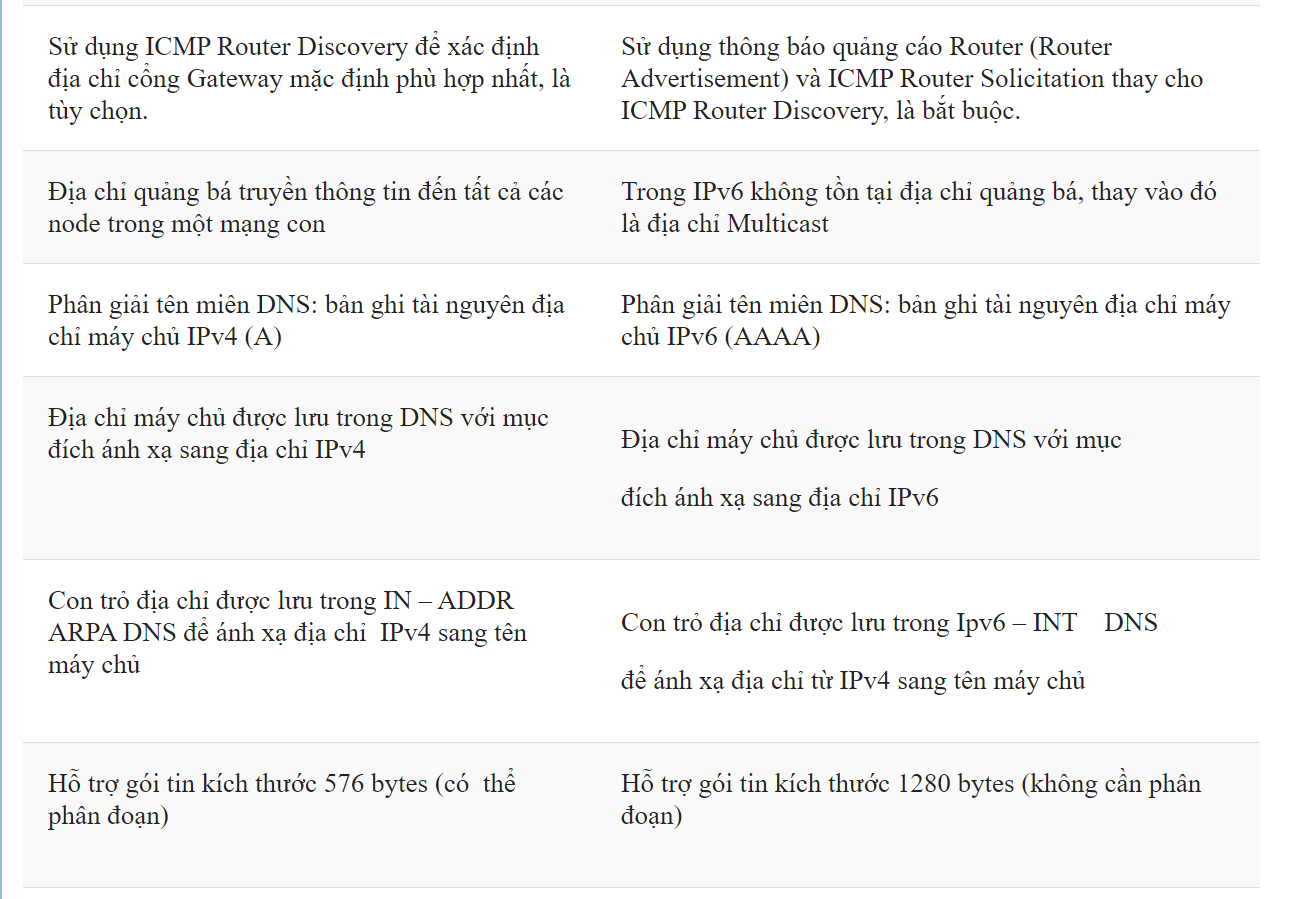 Sử dụng ICMP Router Discovery để xác định
địa chỉ cổng Gateway mặc định phù hợp nhất, là
tùy chọn.
Sử dụng thông báo quảng cáo Router (Router
Advertisement) và ICMP Router Solicitation thay cho
ICMP Router Discovery, là bắt buộc.
Địa chỉ quảng bá truyền thông tin đến tất cả các
node trong một mạng con
Trong IPv6 không tồn tại địa chỉ quảng bá, thay vào đó
là địa chỉ Multicast
Phân giải tên miên DNS: bản ghi tài nguyên địa
chỉ máy chủ IPv4 (A)
Phân giải tên miên DNS: bản ghi tài nguyên địa chỉ máy
chủ IPv6 (AAAA)
Địa chỉ máy chủ được lưu trong DNS với mục
đích ánh xạ sang địa chỉ IPv4
Địa chỉ máy chủ được lưu trong DNS với mục
đích ánh xạ sang địa chỉ IPv6
Con trỏ địa chỉ được lưu trong IN – ADDR
ARPA DNS để ánh xạ địa chỉ  IPv4 sang tên
máy chủ
Con trỏ địa chỉ được lưu trong Ipv6 – INT    DNS
để ánh xạ địa chỉ từ IPv4 sang tên máy chủ
Hỗ trợ gói tin kích thước 576 bytes (có  thể
phân đoạn)
Hỗ trợ gói tin kích thước 1280 bytes (không cần phân
đoạn)